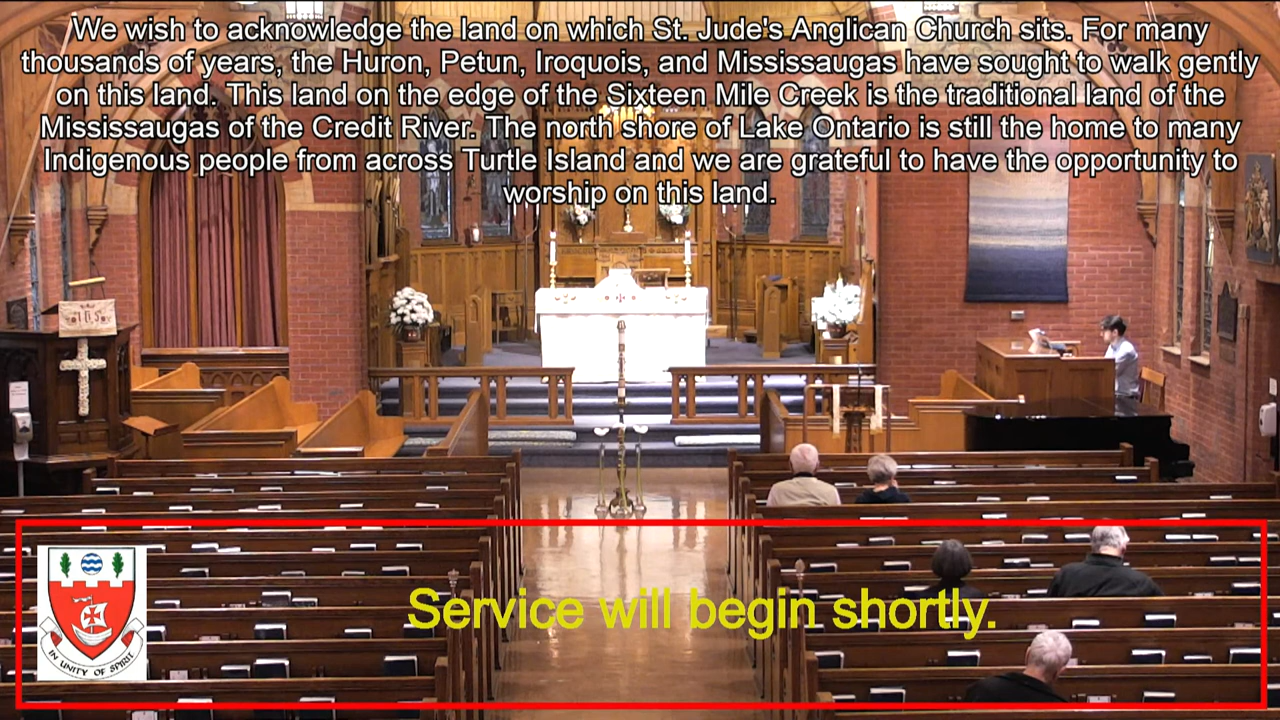 We wish to acknowledge the land on which St. Jude's Anglican Church sits. For many
thousands of years, the Huron, Petun, Iroquois, and Mississaugas have sought to walk gently
on this land. This land on the edge of the Sixteen Mile Creek is the traditional land of the
Mississaugas of the Credit River. The north shore of Lake Ontario is still the home to many
Indigenous people from across Turtle Island and we are grateful to have the opportunity to
worship on this land.
IHS
Service will begin shortly.
IN UNITY OF SPIRIT